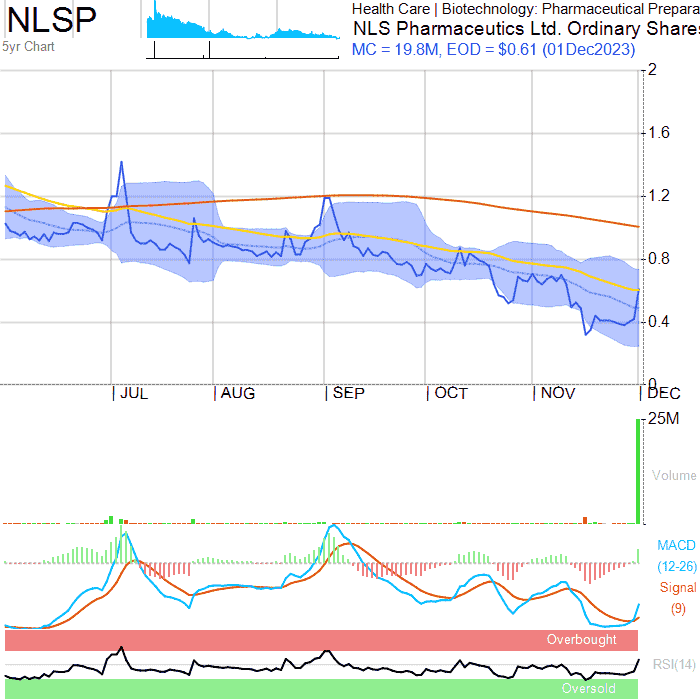 NLSP
5yr Chart
Health Care | Biotechnology: Pharmaceutical Prepara
NLS Pharmaceutics Ltd. Ordinary Shares
MC = 19.8M, EOD = $0.61 (01Dec2023)
2
1.6
1.2
0.8
0.4
0
JUL AUG SEP OCT NOV DEC
25M
Volume
MACD
(12-26)
Signal
(9)
Overbought
RSI(14)
Oversold